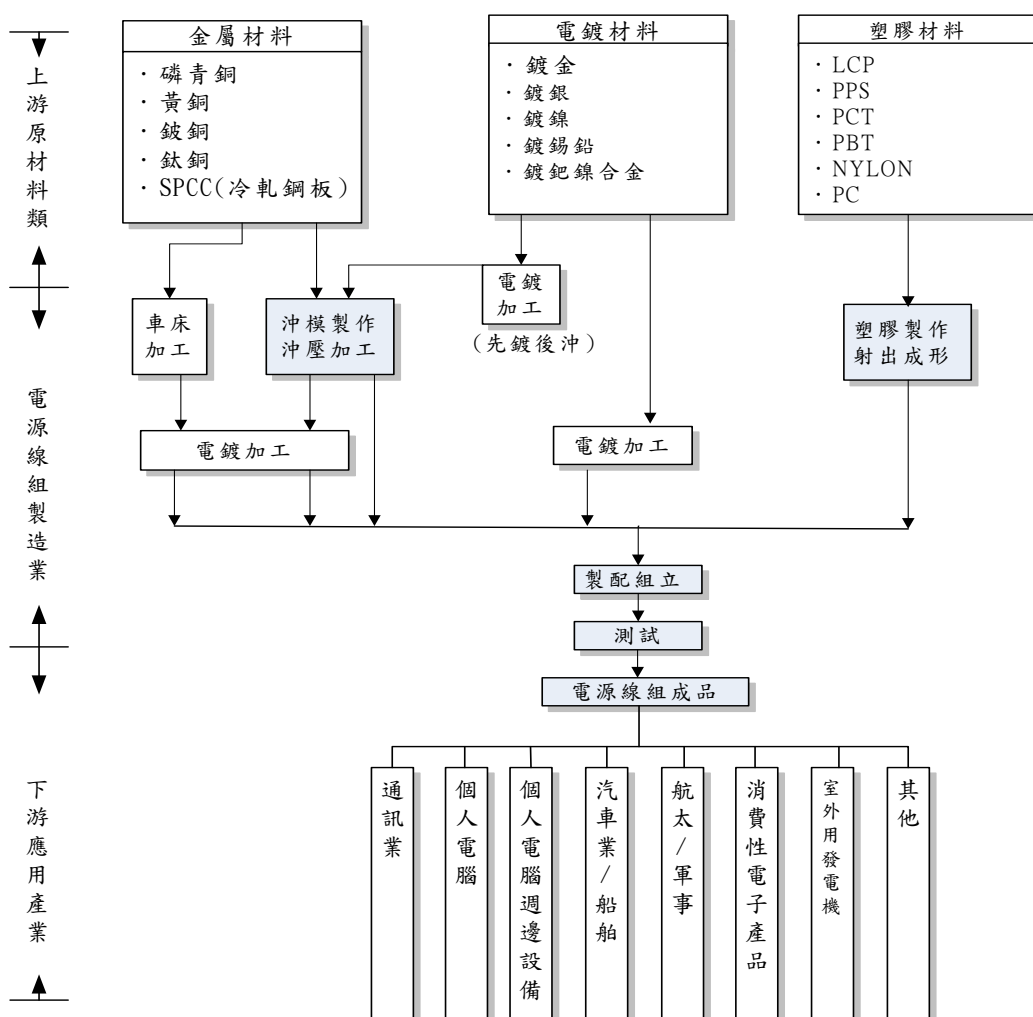 上游原材料類
金屬材料
· 磷青銅
· 黃銅
· 鈹銅
· 鈦銅
· SPCC(冷軋鋼板)
電鍍材料
· 鍍金
· 鍍銀
· 鍍鎳
· 鍍錫鉛
· 鍍鈀鎳合金
塑膠材料
· LCP
· PPS
· PCT
· PBT
· NYLON
· PC
電源線組製造業
車床
加工
沖模製作
沖壓加工
電鍍
加工
(先鍍後沖)
塑膠製作
射出成形
電鍍加工
電鍍加工
製配組立
測試
電源線組成品
下游應用產業
通訊業
個人電腦
個人電腦週邊設備
汽車業/船舶
航太/軍事
消費性電子產品
室外用發電機
其他